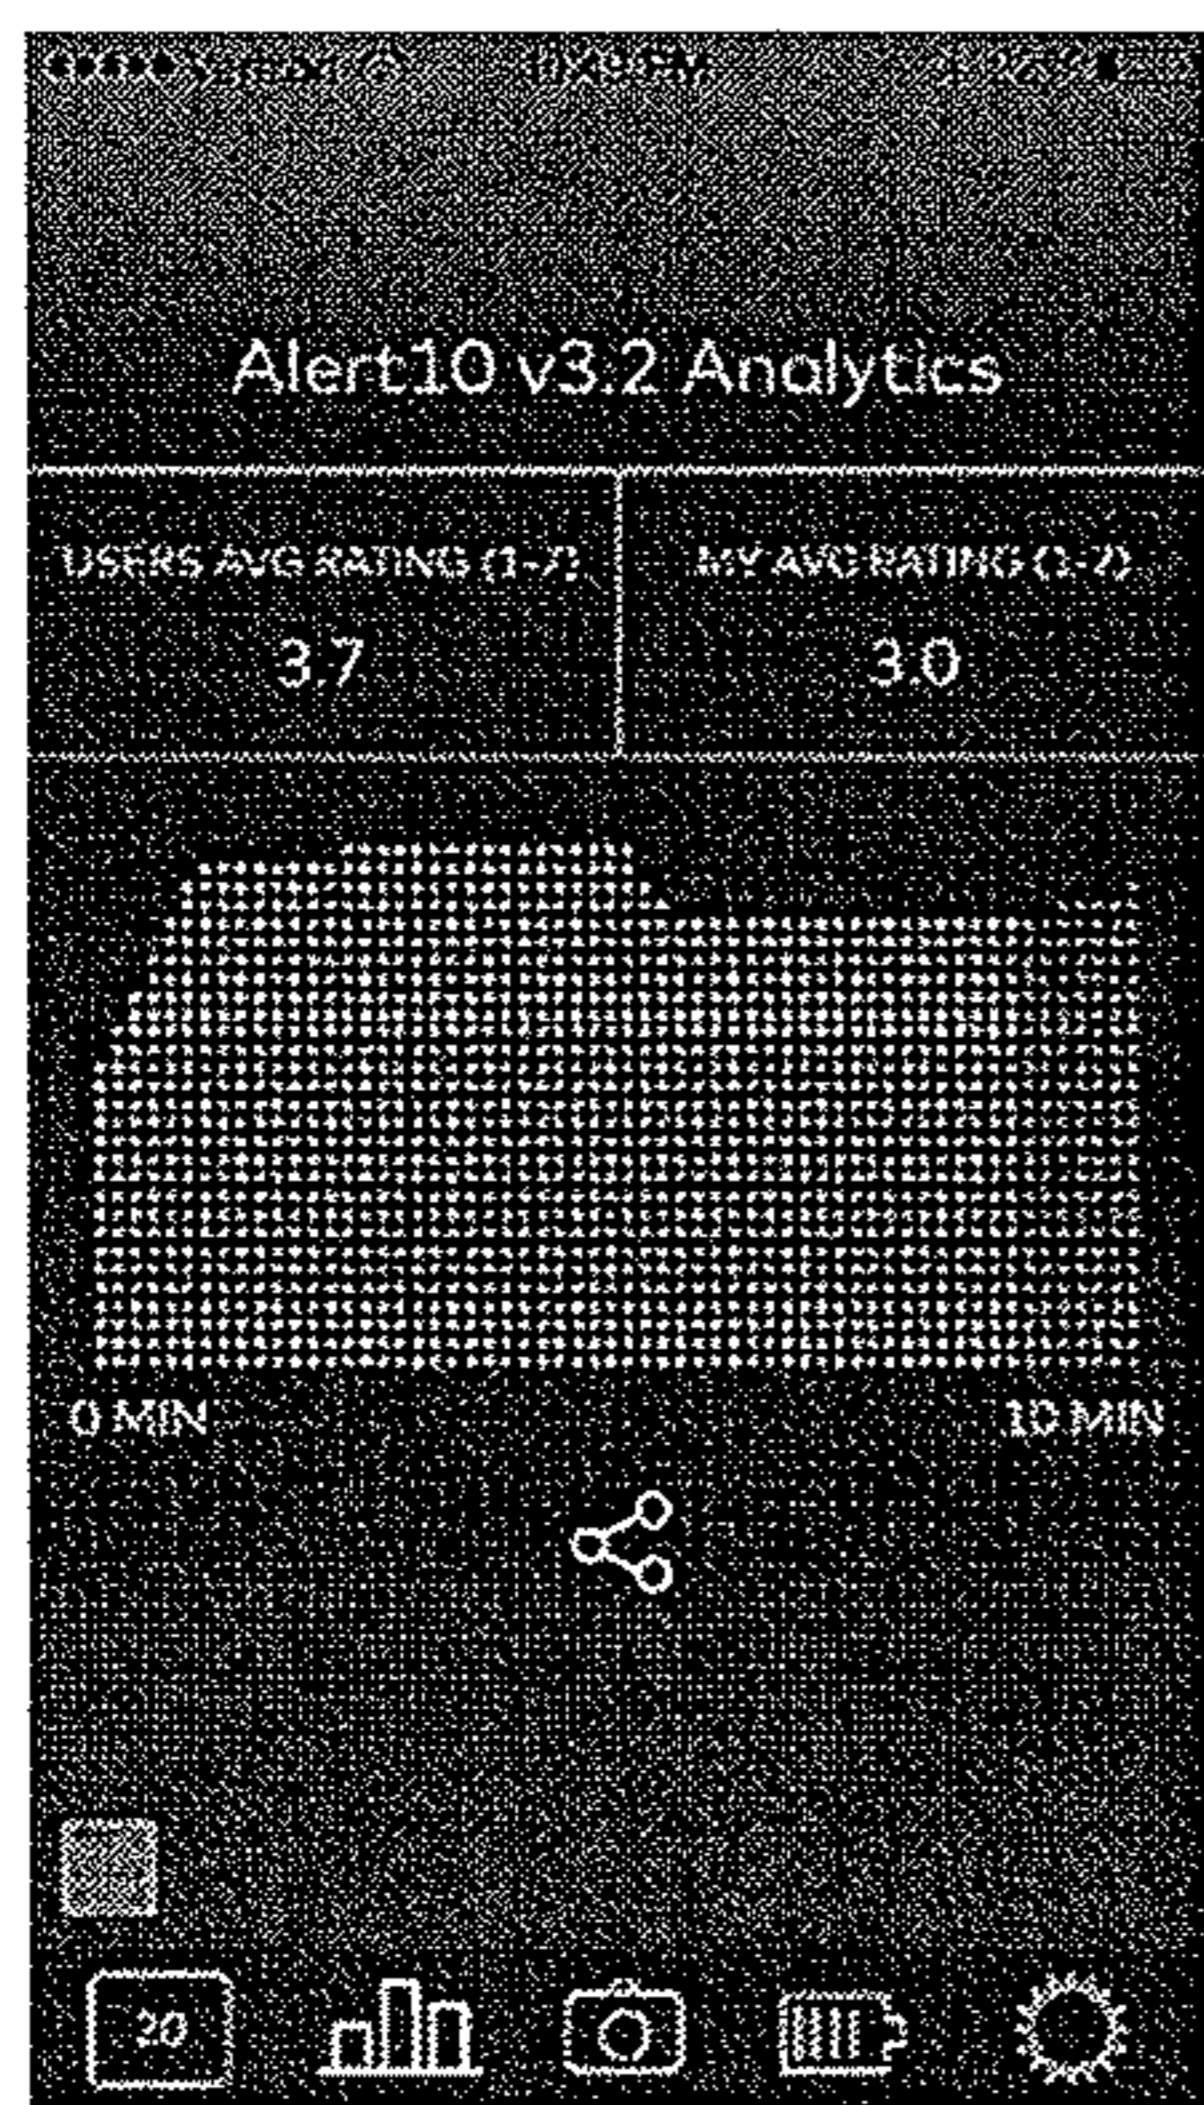 Alert10 v3.2 Analytics
USERS AVG RATING (1-7)
MY AVG RATING (1-7)
3.7
3.0
0 MIN
10 MIN
20